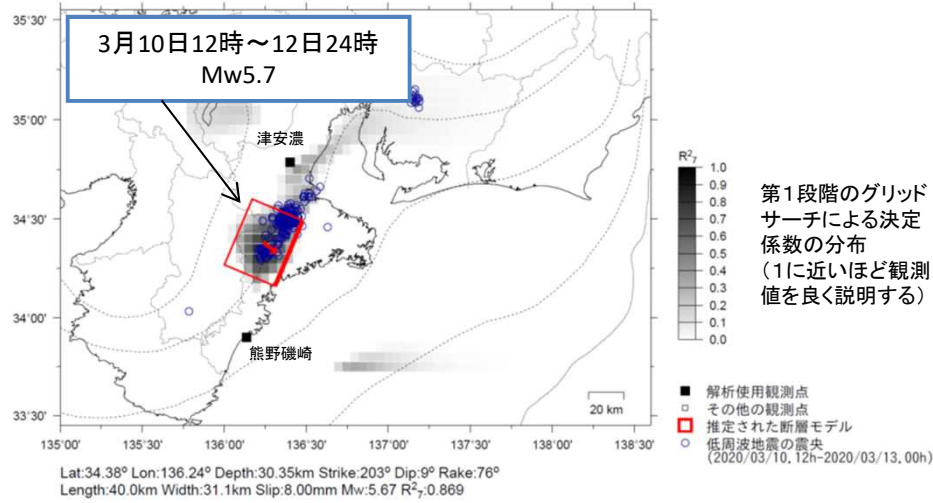 3月10日12時～12日24時
Mw5.7
35°30'
35°00'
34°30'
34°00'
33°30'
津安濃
熊野磯崎
20 km
135°00'
135°30'
136°00'
136°30'
137°00'
137°30'
138°00'
138°30'
R²₇
1.0
0.9
0.8
0.7
0.6
0.5
0.4
0.3
0.2
0.1
0.0
第1段階のグリッド
サーチによる決定
係数の分布
（1に近いほど観測
値を良く説明する）
解析使用観測点
その他の観測点
推定された断層モデル
低周波地震の震央
(2020/03/10. 12h-2020/03/13. 00h)
Lat:34.38° Lon:136.24° Depth:30.35km Strike:203° Dip:9° Rake:76°
Length:40.0km Width:31.1km Slip:8.00mm Mw:5.67 R²₇:0.869